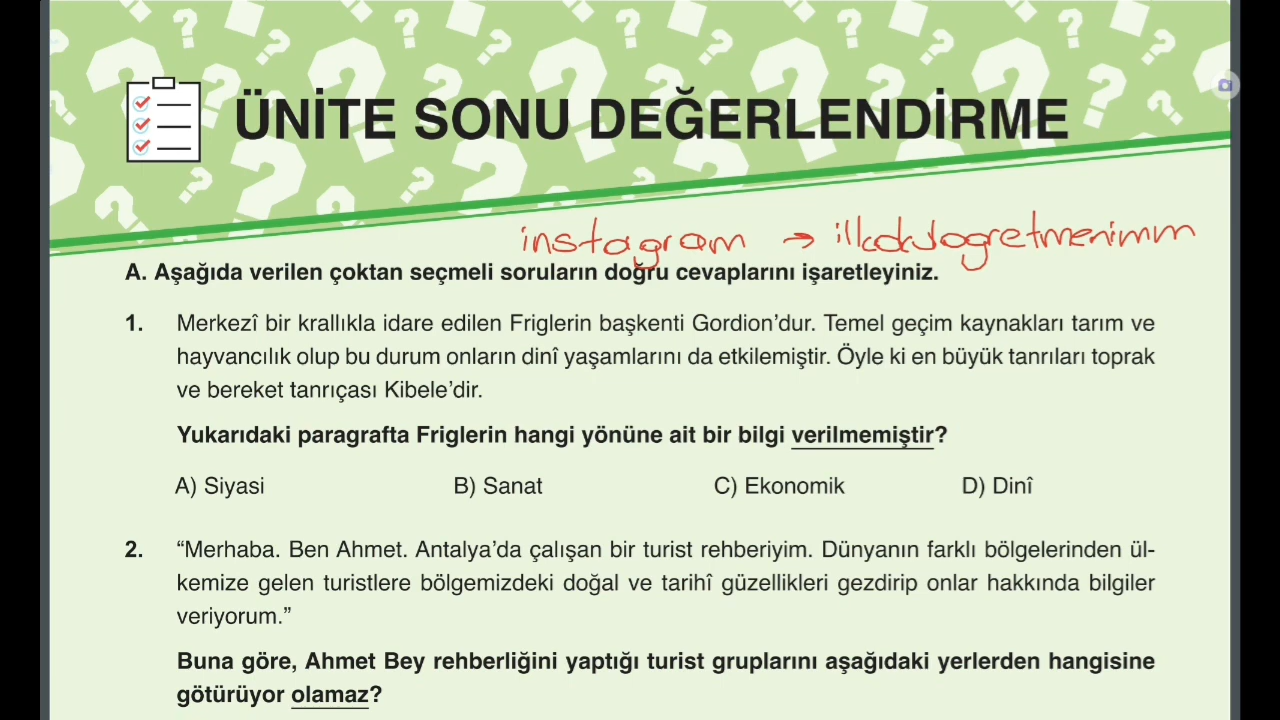 ÜNİTE SONU DEĞERLENDİRME
instagram → ilkokulogretmenimm
A. Aşağıda verilen çoktan seçmeli soruların doğru cevaplarını işaretleyiniz.
1. Merkezî bir krallıkla idare edilen Friglerin başkenti Gordion’dur. Temel geçim kaynakları tarım ve
hayvancılık olup bu durum onların dinî yaşamlarını da etkilemiştir. Öyle ki en büyük tanrıları toprak
ve bereket tanrıçası Kibele’dir.
Yukarıdaki paragrafta Friglerin hangi yönüne ait bir bilgi verilmemiştir?
A) Siyasi B) Sanat C) Ekonomik D) Dinî
2. “Merhaba. Ben Ahmet. Antalya’da çalışan bir turist rehberiyim. Dünyanın farklı bölgelerinden ül-
kemize gelen turistlere bölgemizdeki doğal ve tarihî güzellikleri gezdirip onlar hakkında bilgiler
veriyorum.”
Buna göre, Ahmet Bey rehberliğini yaptığı turist gruplarını aşağıdaki yerlerden hangisine
götürüyor olamaz?